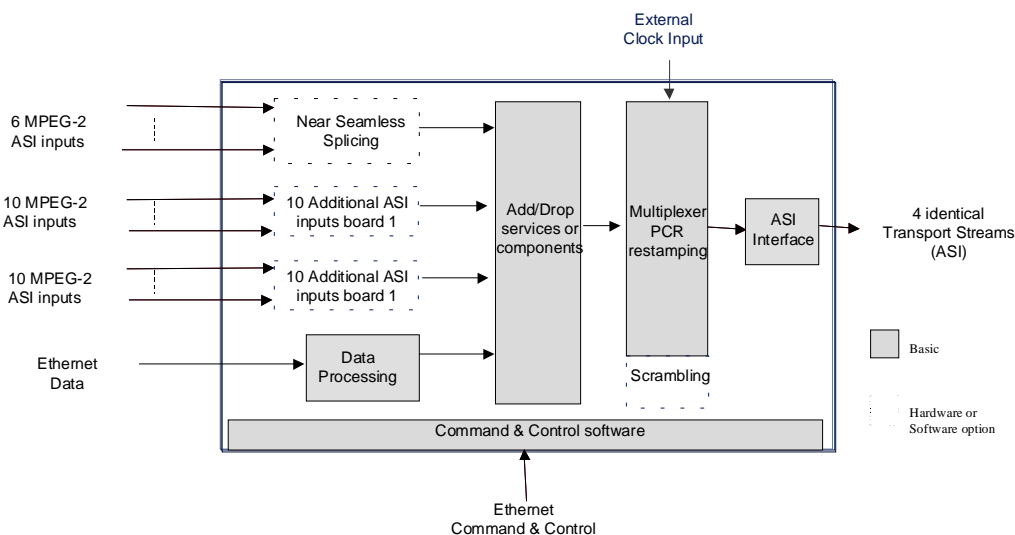 External
Clock Input
6 MPEG-2
ASI inputs
Near Seamless
Splicing
10 MPEG-2
ASI inputs
10 Additional ASI
inputs board 1
Add/Drop
services or
components
Multiplexer
PCR
restamping
ASI
Interface
4 identical
Transport Streams
(ASI)
10 MPEG-2
ASI inputs
10 Additional ASI
inputs board 1
Ethernet
Data
Data
Processing
Scrambling
Basic
Hardware or
Software option
Command & Control software
Ethernet
Command & Control